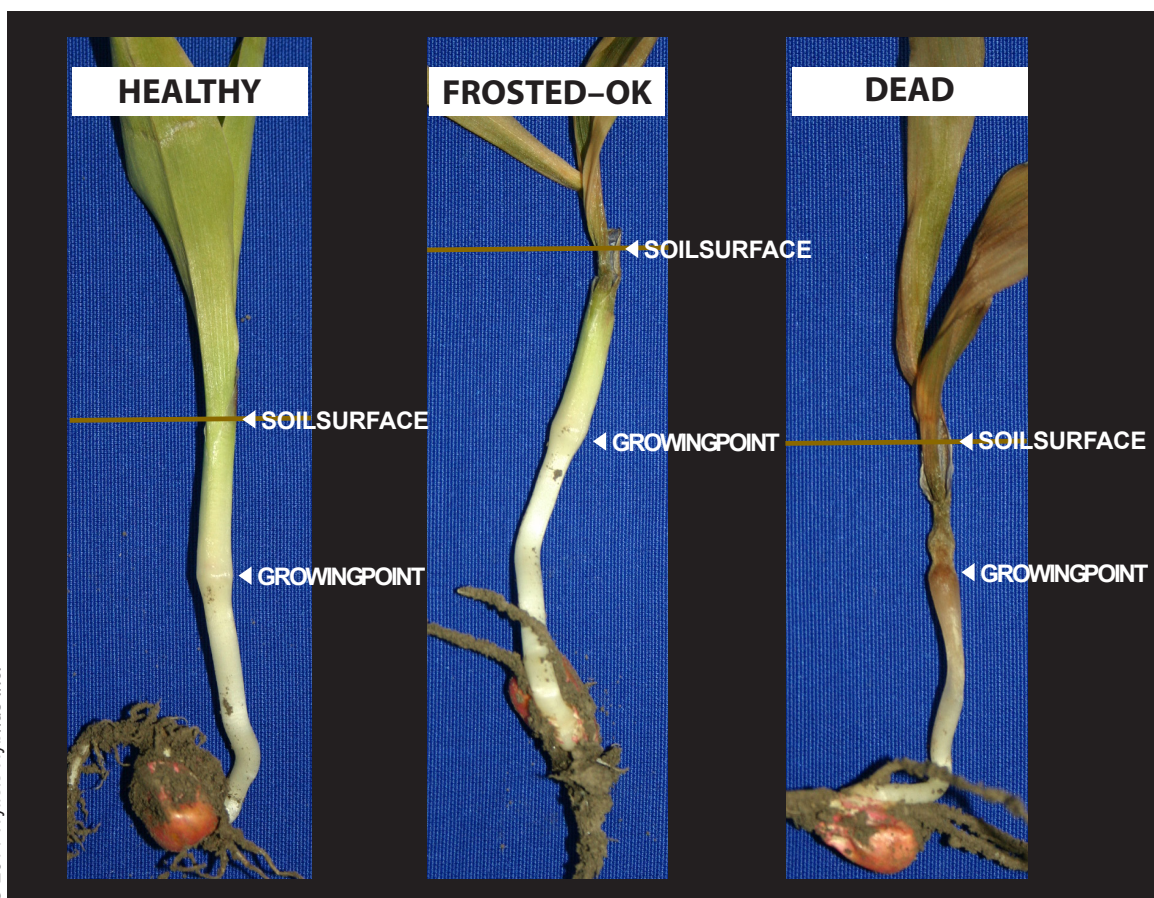 HEALTHY
FROSTED–OK
DEAD
SOILSURFACE
GROWINGPOINT
SOILSURFACE
GROWINGPOINT
SOILSURFACE
GROWINGPOINT